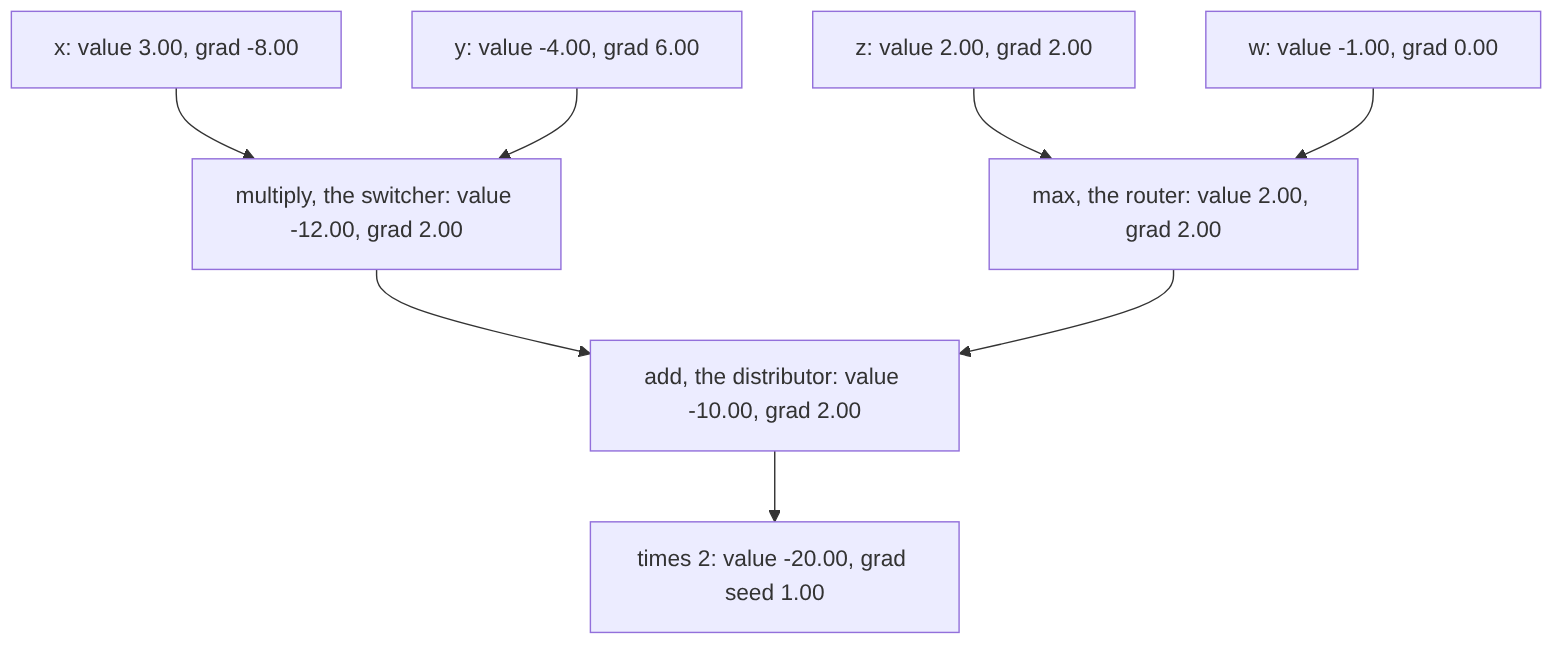 x: value 3.00, grad -8.00
y: value -4.00, grad 6.00
z: value 2.00, grad 2.00
w: value -1.00, grad 0.00
multiply, the switcher: value
-12.00, grad 2.00
max, the router: value 2.00,
grad 2.00
add, the distributor: value
-10.00, grad 2.00
times 2: value -20.00, grad
seed 1.00